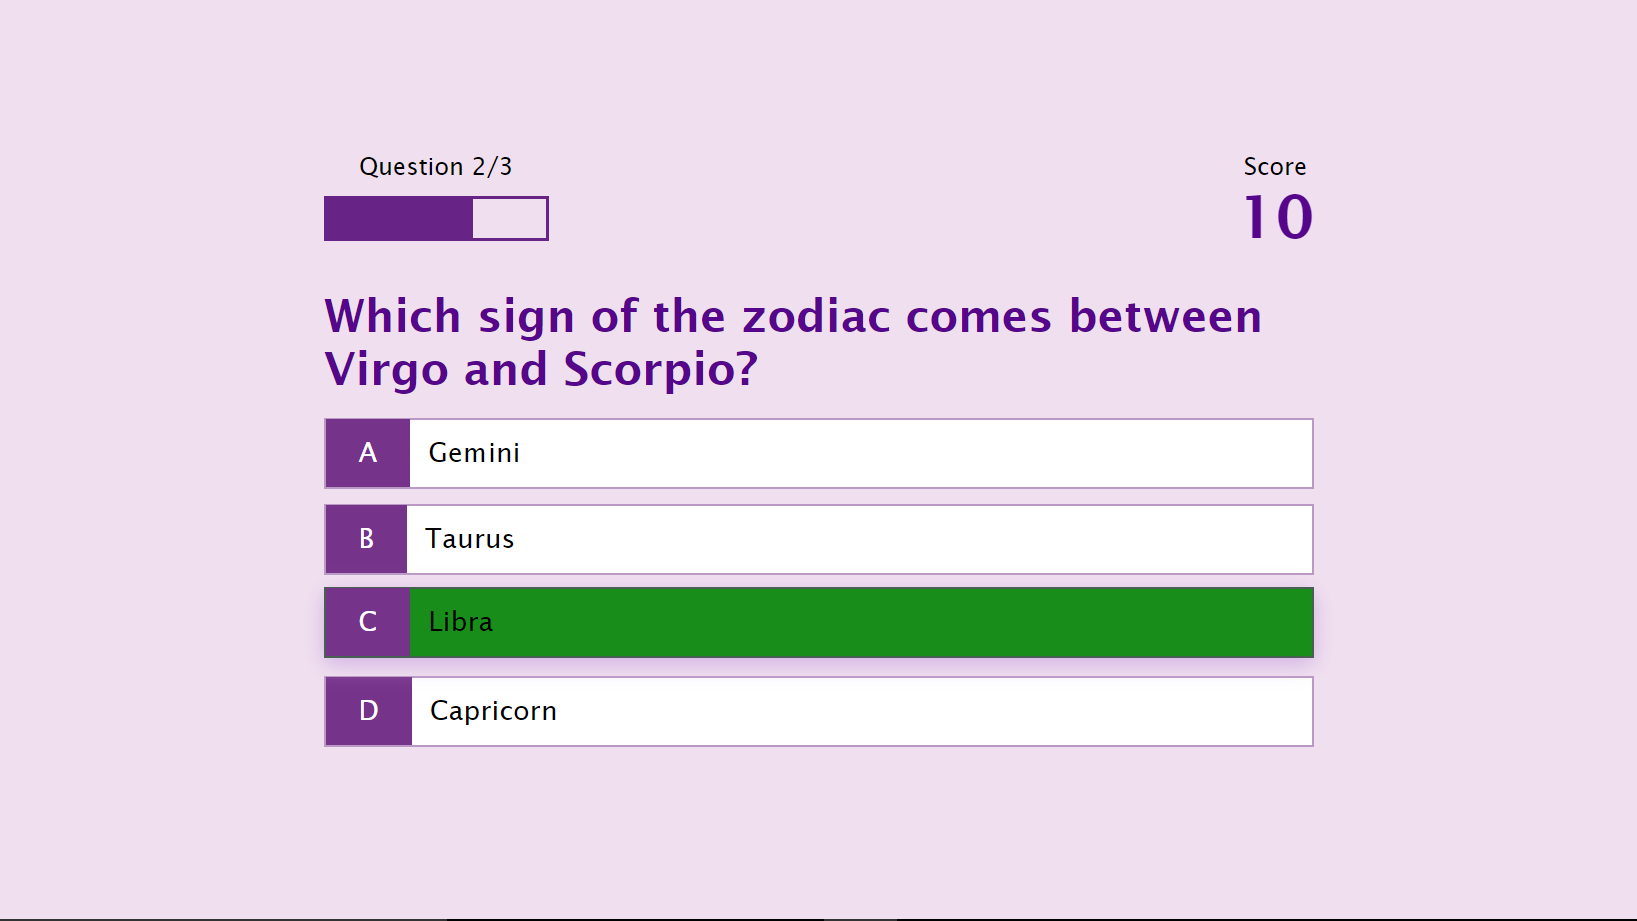 Question 2/3
Score
10
Which sign of the zodiac comes between
Virgo and Scorpio?
A Gemini
B Taurus
C Libra
D Capricorn